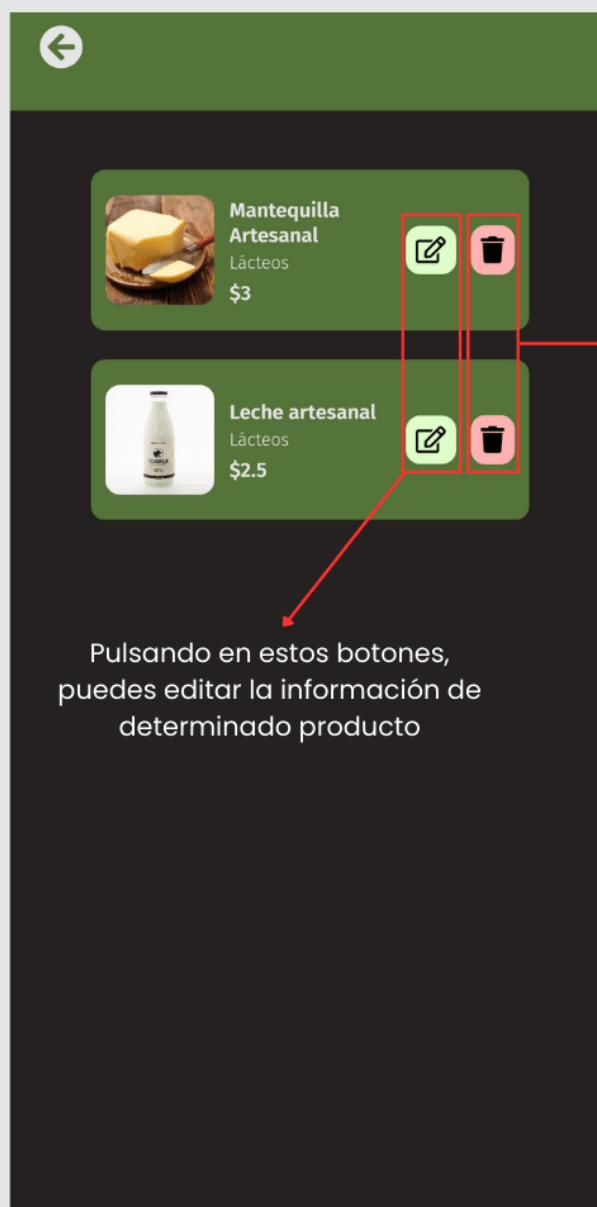 Mantequilla
Artesanal
Lácteos
$3
Leche artesanal
Lácteos
$2.5
Pulsando en estos botones,
puedes editar la información de
determinado producto